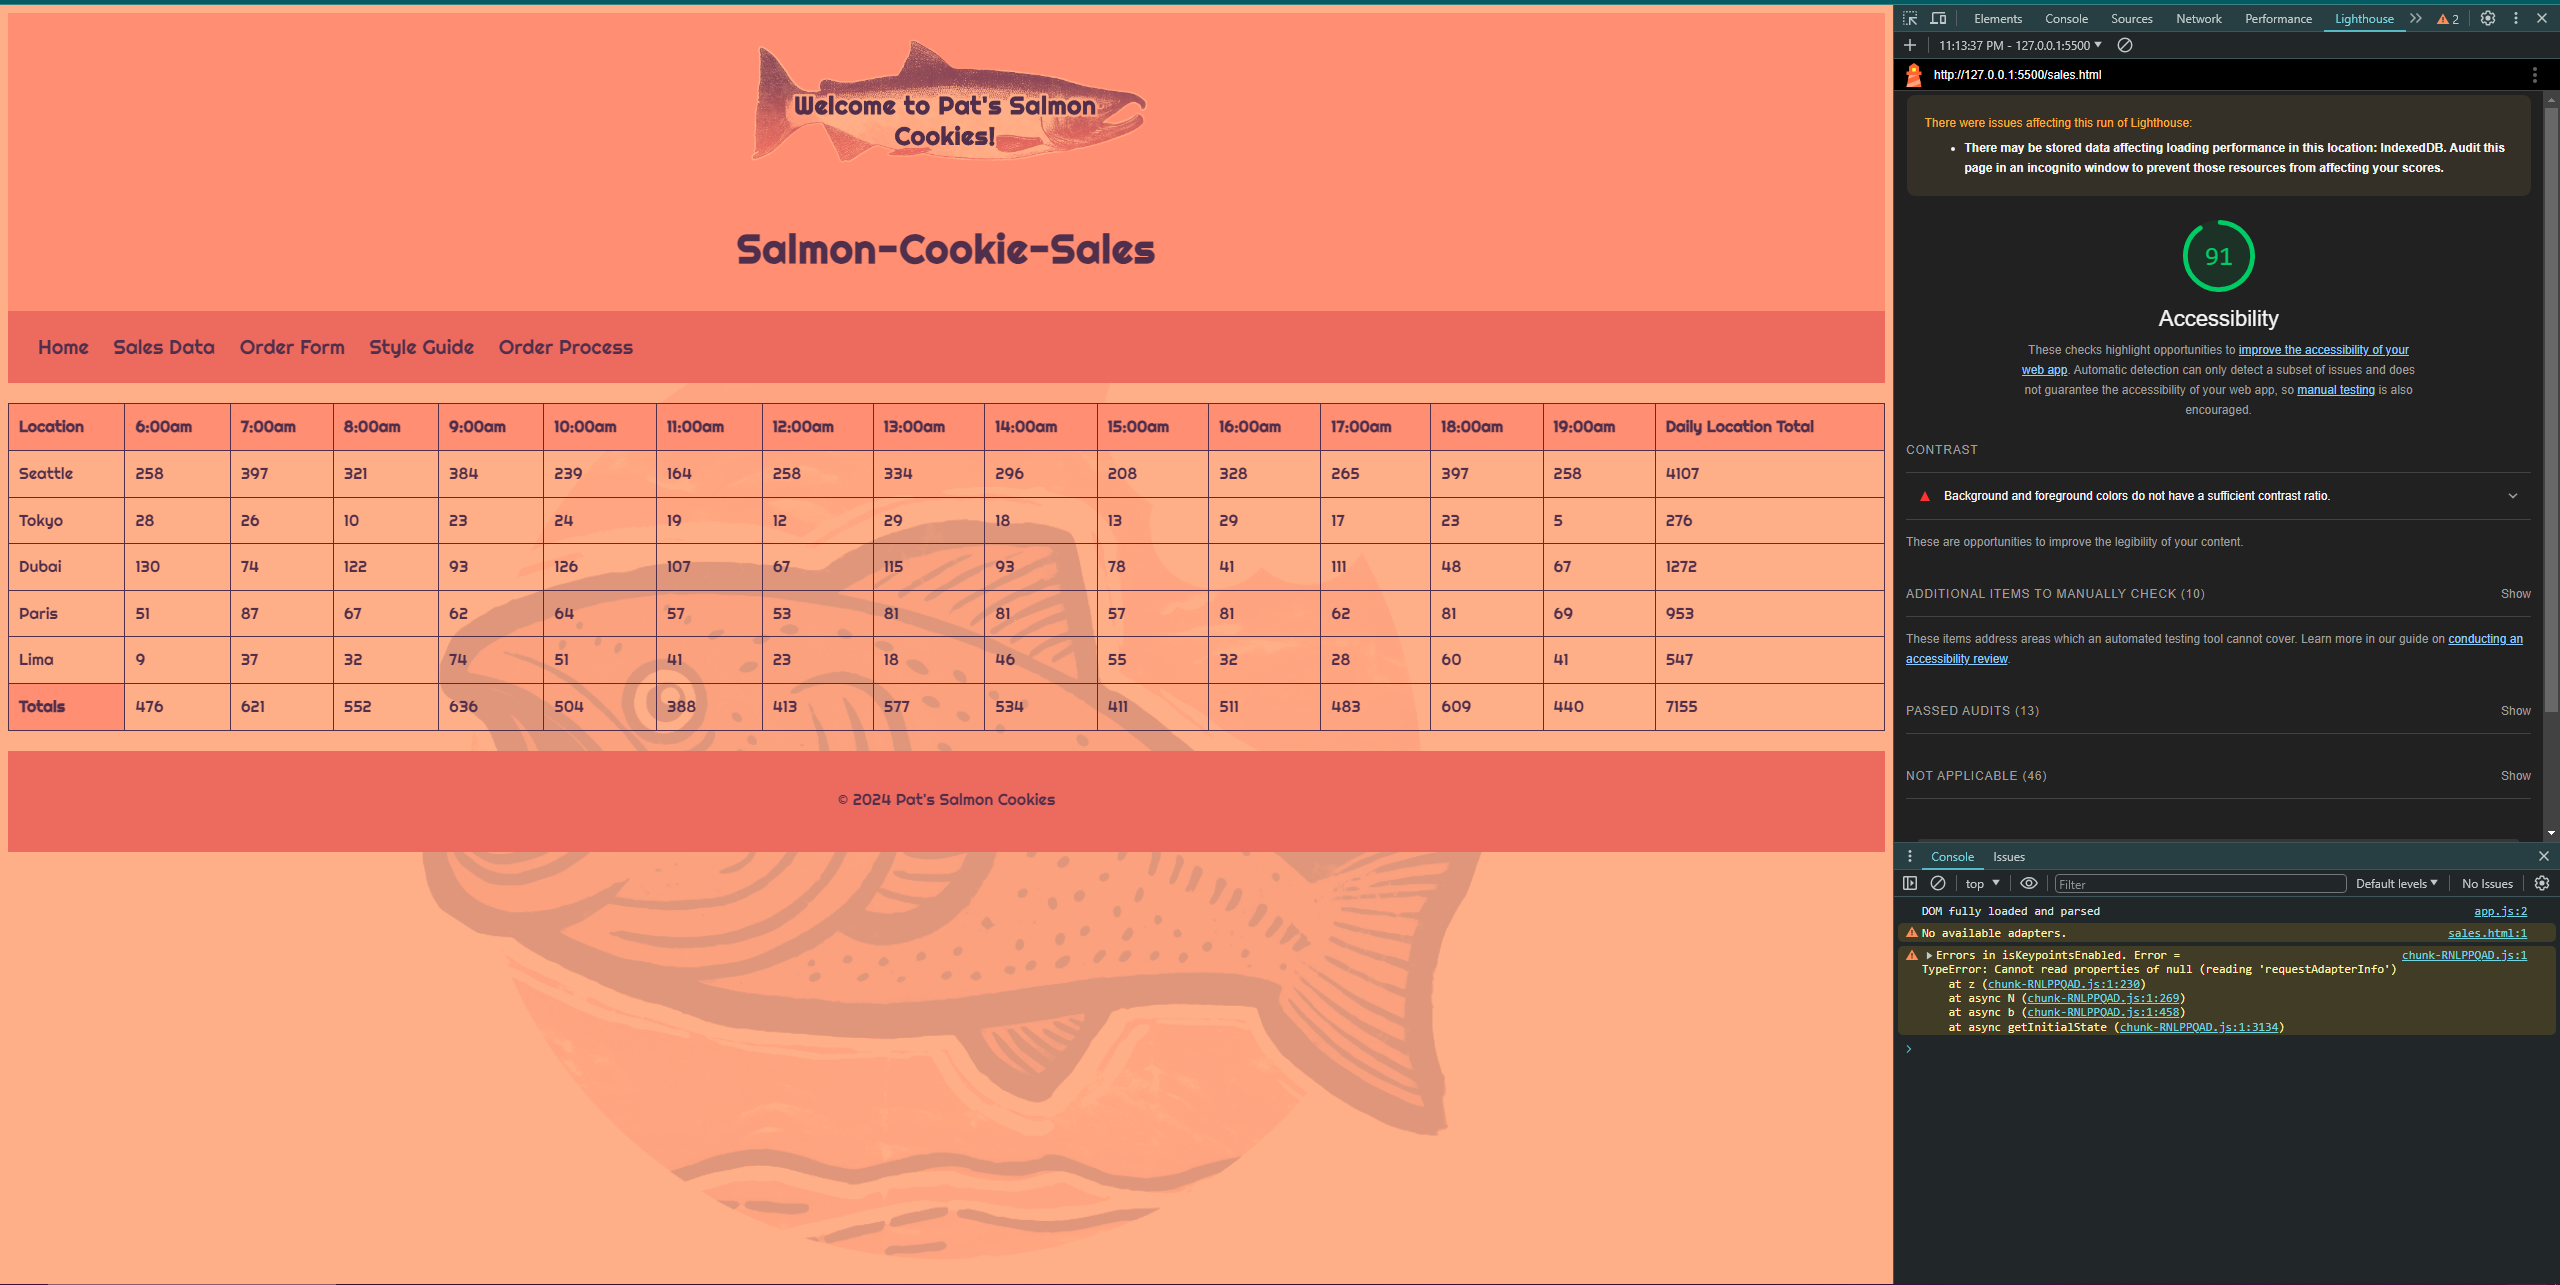 Welcome to Pat's Salmon
Cookies!
Salmon-Cookie-Sales
Home Sales Data Order Form Style Guide Order Process
Location 6:00am 7:00am 8:00am 9:00am 10:00am 11:00am 12:00am 13:00am 14:00am 15:00am 16:00am 17:00am 18:00am 19:00am Daily Location Total
Seattle 258 397 321 384 239 164 258 334 296 208 328 265 397 258 4107
Tokyo 28 26 10 23 24 19 12 29 18 13 29 17 23 5 276
Dubai 130 74 122 93 126 107 67 115 93 78 41 111 48 67 1272
Paris 51 87 67 62 64 57 53 81 81 57 81 62 81 69 953
Lima 9 37 32 74 51 41 23 18 46 55 32 28 60 41 547
Totals 476 621 552 636 504 388 413 577 534 411 511 483 609 440 7155
© 2024 Pat's Salmon Cookies
Elements Console Sources Network Performance Lighthouse 2
11:13:37 PM - 127.0.0.1:5500
http://127.0.0.1:5500/sales.html
There were issues affecting this run of Lighthouse:
• There may be stored data affecting loading performance in this location: IndexedDB. Audit this
page in an incognito window to prevent those resources from affecting your scores.
91
Accessibility
These checks highlight opportunities to improve the accessibility of your
web app. Automatic detection can only detect a subset of issues and does
not guarantee the accessibility of your web app, so manual testing is also
encouraged.
CONTRAST
Background and foreground colors do not have a sufficient contrast ratio.
These are opportunities to improve the legibility of your content.
ADDITIONAL ITEMS TO MANUALLY CHECK (10) Show
These items address areas which an automated testing tool cannot cover. Learn more in our guide on conducting an
accessibility review.
PASSED AUDITS (13) Show
NOT APPLICABLE (46) Show
Console Issues
top Filter Default levels No Issues
DOM fully loaded and parsed app.js:2
No available adapters. sales.html:1
Errors in isKeypointsEnabled. Error = chunk-RNLPPQAD.js:1
TypeError: Cannot read properties of null (reading 'requestAdapterInfo')
at z (chunk-RNLPPQAD.js:1:230)
at async N (chunk-RNLPPQAD.js:1:269)
at async b (chunk-RNLPPQAD.js:1:458)
at async getInitialState (chunk-RNLPPQAD.js:1:3134)